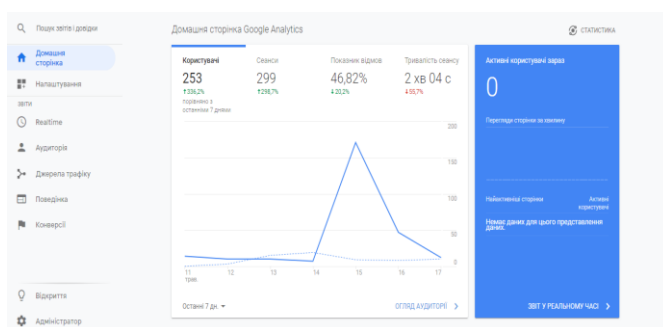 Пошук звітів і довідки
Домашня
сторінка
Налаштування
ЗВІТИ
Realtime
Аудиторія
Джерела трафіку
Поведінка
Конверсії
Відкриття
Адміністратор
Домашня сторінка Google Analytics
СТАТИСТИКА
Користувачі
253
↑336,2%
порівняно з
останніми 7 днями
Сеанси
299
↑298,7%
Показник відмов
46,82%
↓20,2%
Тривалість сеансу
2 хв 04 с
↓55,7%
200
150
100
50
0
11
трав.
12
13
14
15
16
17
Останні 7 дн.
ОГЛЯД АУДИТОРІЇ
Активні користувачі зараз
0
Перегляди сторінки за хвилину
Найактивніші сторінки
Активні
користувачі
Немає даних для цього представлення
даних.
ЗВІТ У РЕАЛЬНОМУ ЧАСІ